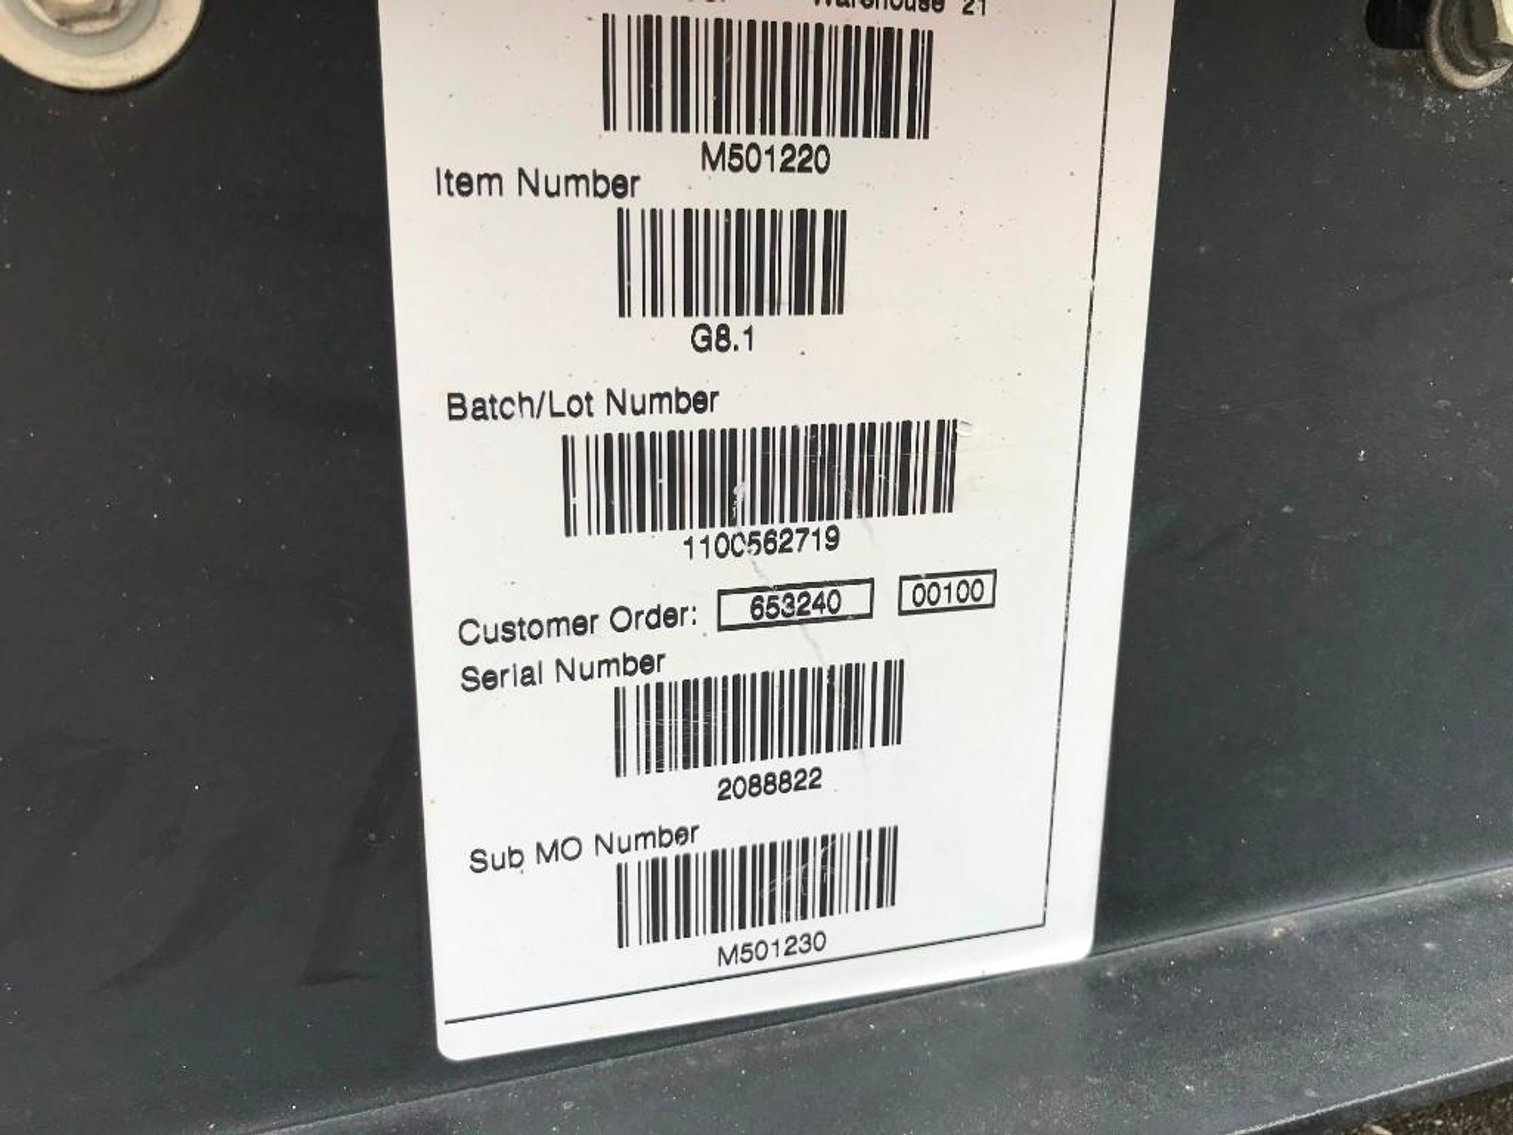 Warehouse 21
M501220
Item Number
G8.1
Batch/Lot Number
1100562719
Customer Order: 653240 00100
Serial Number
2088822
Sub MO Number
M501230